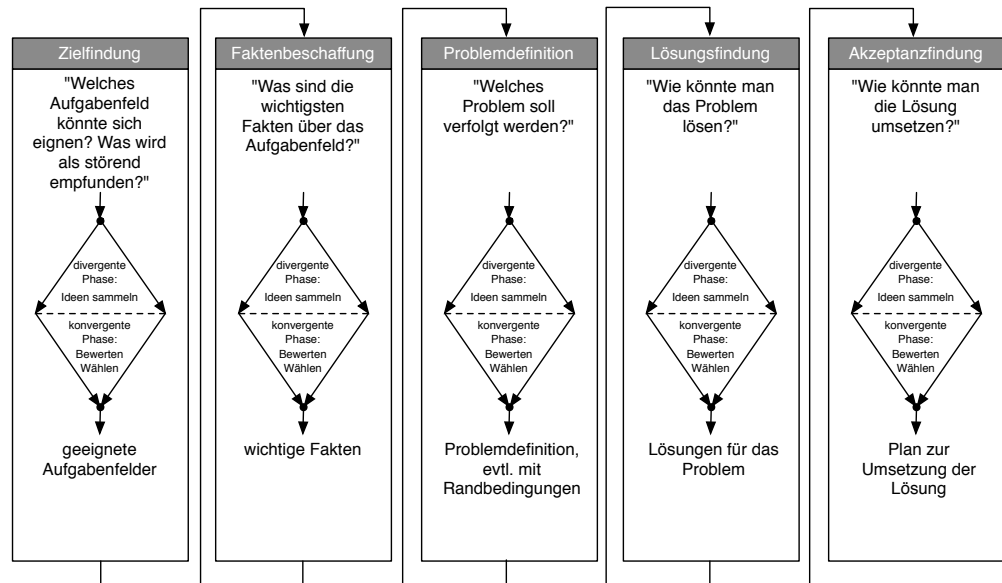 Zielfindung
"Welches
Aufgabenfeld
könnte sich
eignen? Was wird
als störend
empfunden?"
divergente
Phase:
Ideen sammeln
konvergente
Phase:
Bewerten
Wählen
geeignete
Aufgabenfelder
Faktenbeschaffung
"Was sind die
wichtigsten
Fakten über das
Aufgabenfeld?"
divergente
Phase:
Ideen sammeln
konvergente
Phase:
Bewerten
Wählen
wichtige Fakten
Problemdefinition
"Welches
Problem soll
verfolgt werden?"
divergente
Phase:
Ideen sammeln
konvergente
Phase:
Bewerten
Wählen
Problemdefinition,
evtl. mit
Randbedingungen
Lösungsfindung
"Wie könnte man
das Problem
lösen?"
divergente
Phase:
Ideen sammeln
konvergente
Phase:
Bewerten
Wählen
Lösungen für das
Problem
Akzeptanzfindung
"Wie könnte man
die Lösung
umsetzen?"
divergente
Phase:
Ideen sammeln
konvergente
Phase:
Bewerten
Wählen
Plan zur
Umsetzung der
Lösung